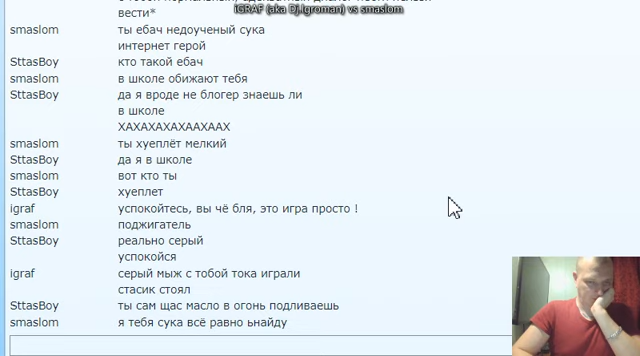 IGRAF (aka Dj.Igroman) vs smaslom
вести*
smaslom ты ебач недоученый сука
интернет герой
SttasBoy кто такой ебач
smaslom в школе обижают тебя
SttasBoy да я вроде не блогер знаешь ли
в школе
ХАХАХАХАХААХААХ
smaslom ты хуеплёт мелкий
SttasBoy да я в школе
smaslom вот кто ты
SttasBoy хуеплет
igraf успокойтесь, вы чё бля, это игра просто !
smaslom поджигатель
SttasBoy реально серый
успокойся
igraf серый мыж с тобой тока играли
стасик стоял
SttasBoy ты сам щас масло в огонь подливаешь
smaslom я тебя сука всё равно ьнайду